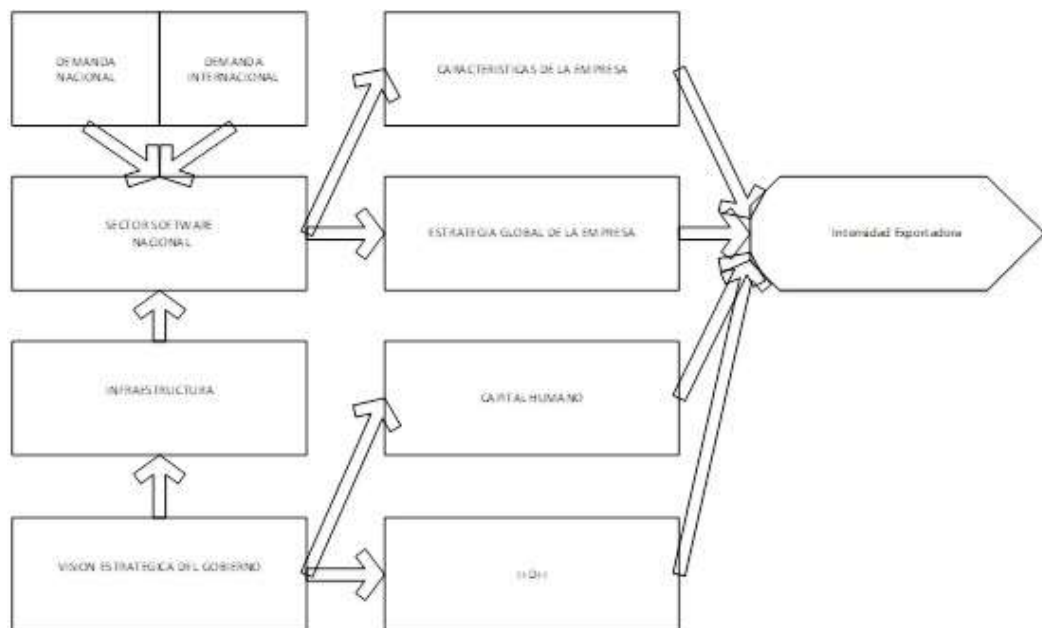 DEMANDA
NACIONAL
DEMANDA
INTERNACIONAL
CARACTERISTICAS DE LA EMPRESA
SECTOR SOFTWARE
NACIONAL
ESTRATEGIA GLOBAL DE LA EMPRESA
Intensidad Exportadora
INFRAESTRUCTURA
CAPITAL HUMANO
VISION ESTRATEGICA DEL GOBIERNO